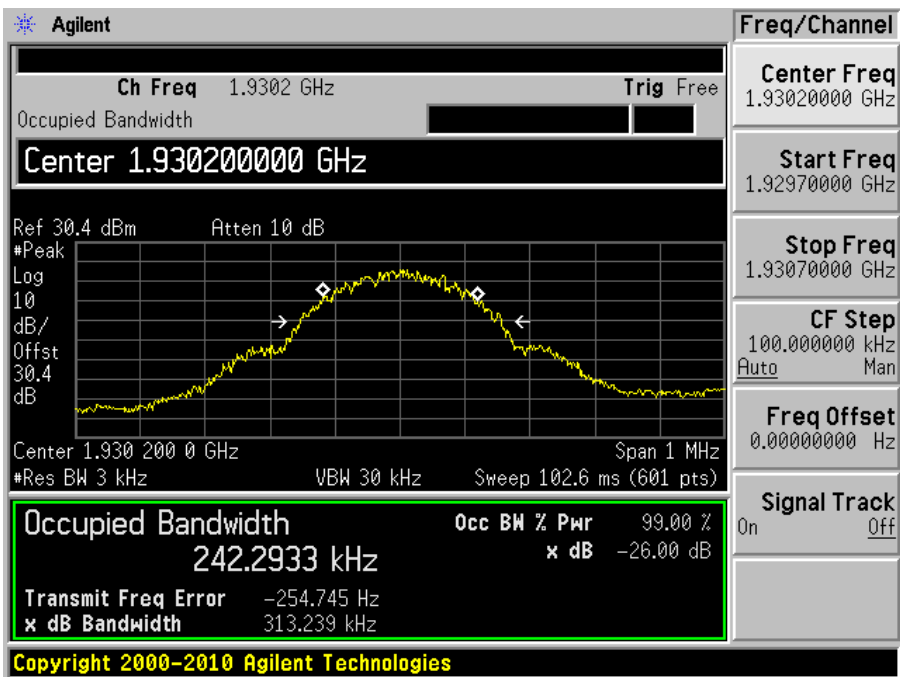 Agilent
Freq/Channel
Ch Freq 1.9302 GHz Trig Free
Occupied Bandwidth
Center 1.930200000 GHz
Ref 30.4 dBm Atten 10 dB
#Peak
Log
10
dB/
Offst
30.4
dB
Center 1.930 200 0 GHz Span 1 MHz
#Res BW 3 kHz VBW 30 kHz Sweep 102.6 ms (601 pts)
Occupied Bandwidth
242.2933 kHz
Occ BW % Pwr 99.00 %
x dB -26.00 dB
Transmit Freq Error -254.745 Hz
x dB Bandwidth 313.239 kHz
Center Freq
1.93020000 GHz
Start Freq
1.92970000 GHz
Stop Freq
1.93070000 GHz
CF Step
100.000000 kHz
Auto Man
Freq Offset
0.00000000 Hz
Signal Track
On Off
Copyright 2000-2010 Agilent Technologies